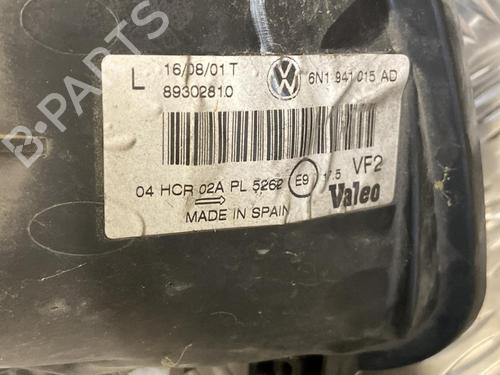 B-PARTS
L 16/08/01 T 6N1 941 015 AD
89302810
04 HCR 02A PL 5262 E9 17.5 VF2
MADE IN SPAIN Valeo